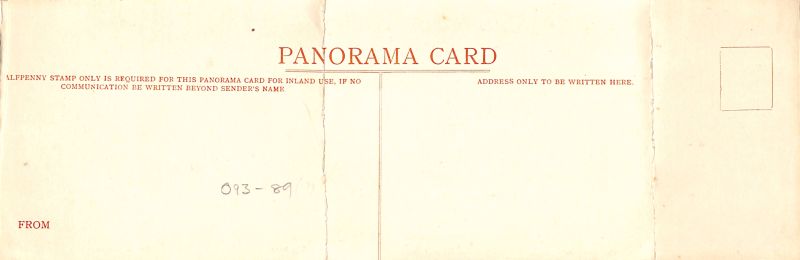 PANORAMA CARD
ALFPENNY STAMP ONLY IS REQUIRED FOR THIS PANORAMA CARD FOR INLAND USE, IF NO
COMMUNICATION BE WRITTEN BEYOND SENDER'S NAME
ADDRESS ONLY TO BE WRITTEN HERE.
093-89
FROM